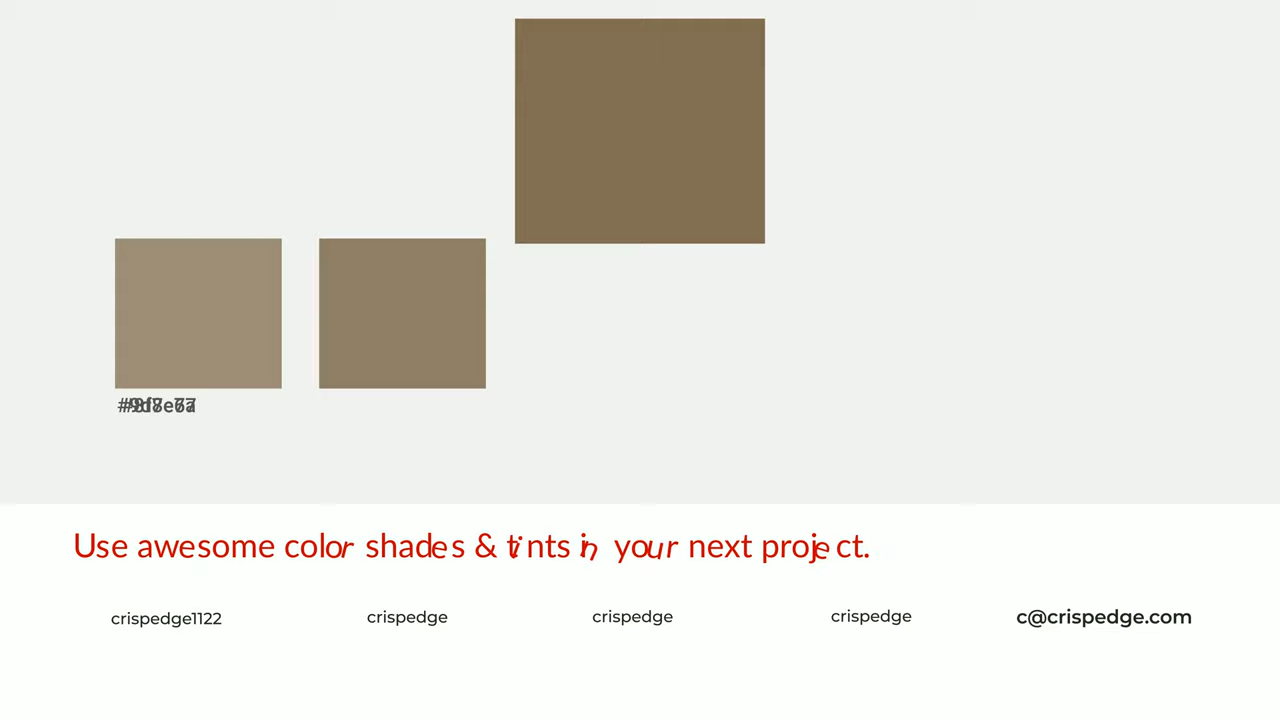 Use awesome color shades & tints in your next project.
crispedge1122 crispedge crispedge crispedge c@crispedge.com